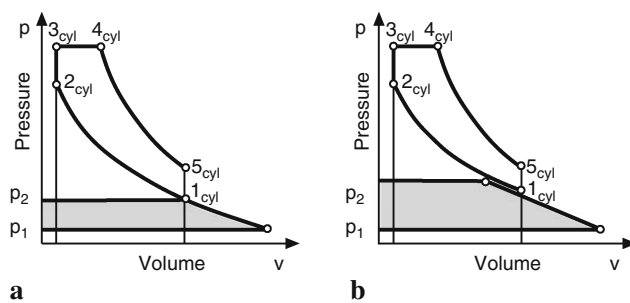 p
3cyl
4cyl
2cyl
Pressure
5cyl
1cyl
p2
p1
Volume
v
a
p
3cyl
4cyl
2cyl
Pressure
5cyl
1cyl
p2
p1
Volume
v
b